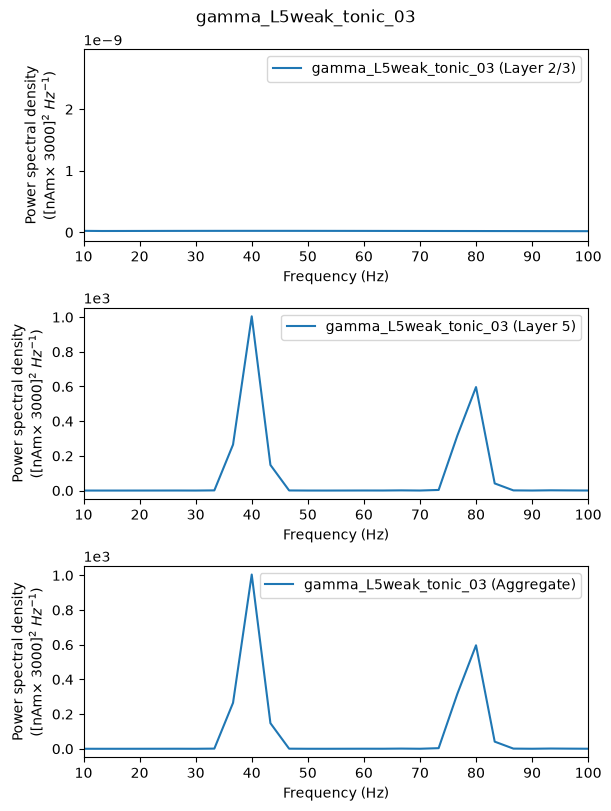 gamma_L5weak_tonic_03
1e−9
gamma_L5weak_tonic_03 (Layer 2/3)
Power spectral density
([nAm× 3000]² Hz⁻¹)
2
1
0
10 20 30 40 50 60 70 80 90 100
Frequency (Hz)
1e3
gamma_L5weak_tonic_03 (Layer 5)
Power spectral density
([nAm× 3000]² Hz⁻¹)
1.0
0.8
0.6
0.4
0.2
0.0
10 20 30 40 50 60 70 80 90 100
Frequency (Hz)
1e3
gamma_L5weak_tonic_03 (Aggregate)
Power spectral density
([nAm× 3000]² Hz⁻¹)
1.0
0.8
0.6
0.4
0.2
0.0
10 20 30 40 50 60 70 80 90 100
Frequency (Hz)